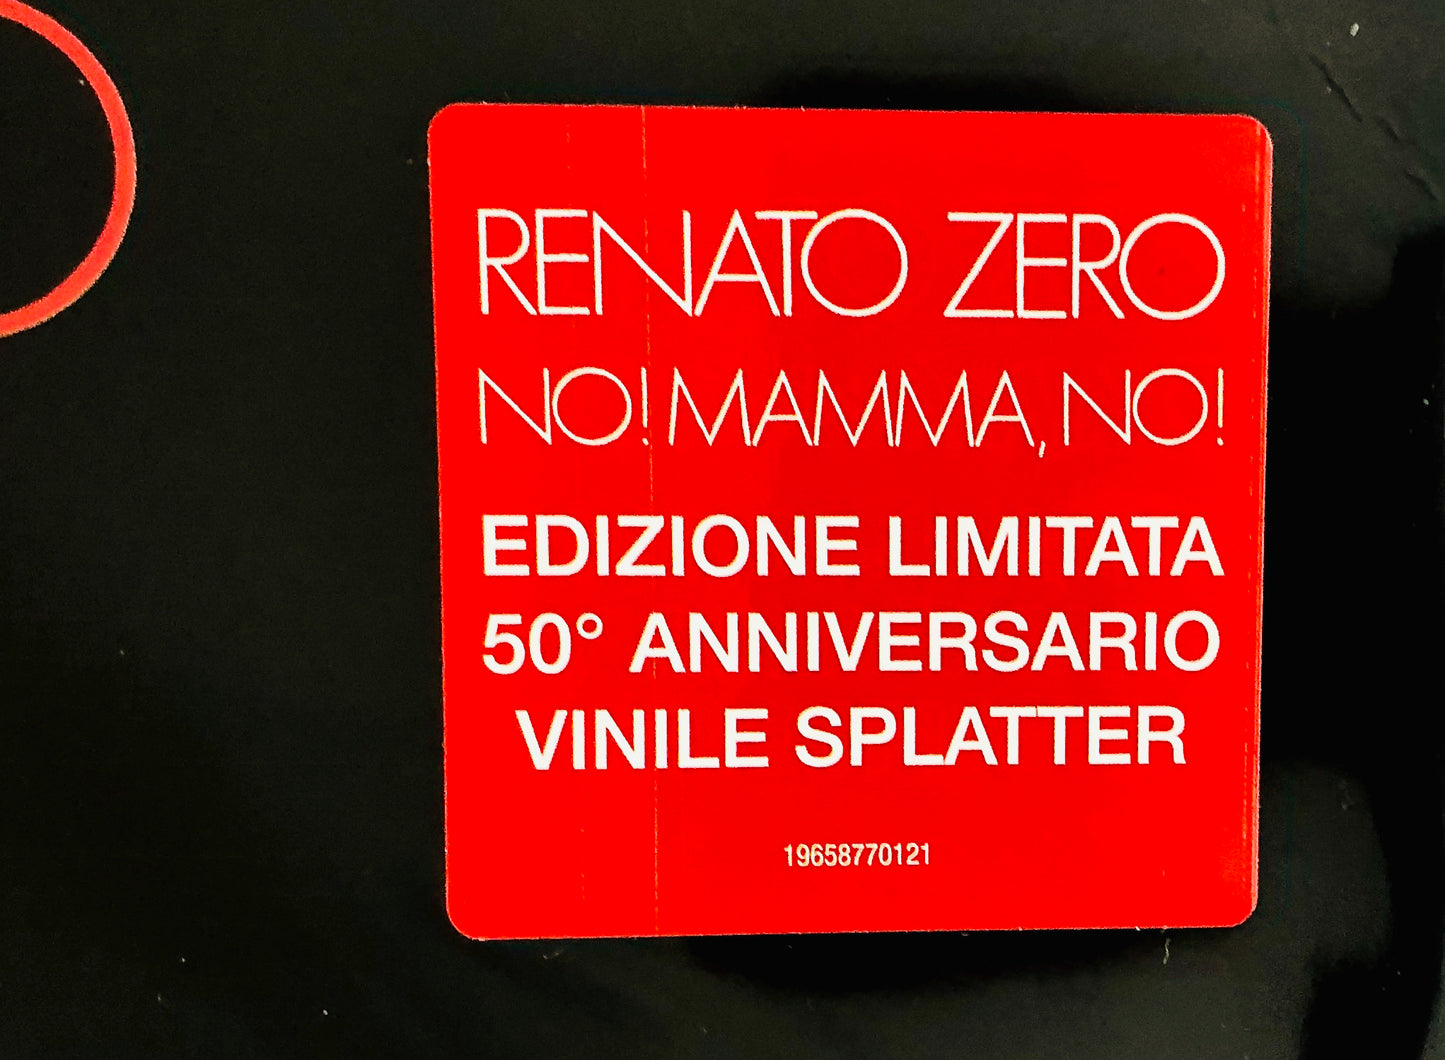 RENATO ZERO
NO! MAMMA, NO!
EDIZIONE LIMITATA
50° ANNIVERSARIO
VINILE SPLATTER
19658770121